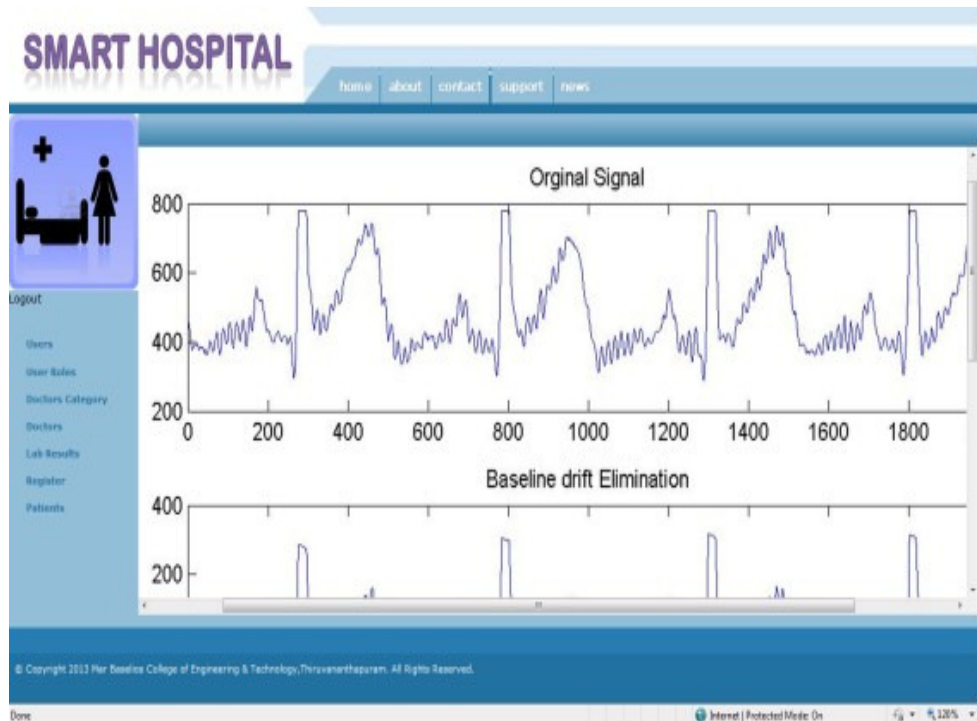 SMART HOSPITAL
home about contact support news
Logout
Users
User Roles
Doctors Category
Doctors
Lab Results
Register
Patients
Orginal Signal
800
600
400
200
0 200 400 600 800 1000 1200 1400 1600 1800
Baseline drift Elimination
400
200
© Copyright 2013 Mar Baselios College of Engineering & Technology,Thiruvananthapuram. All Rights Reserved.
Done Internet | Protected Mode: On 120%